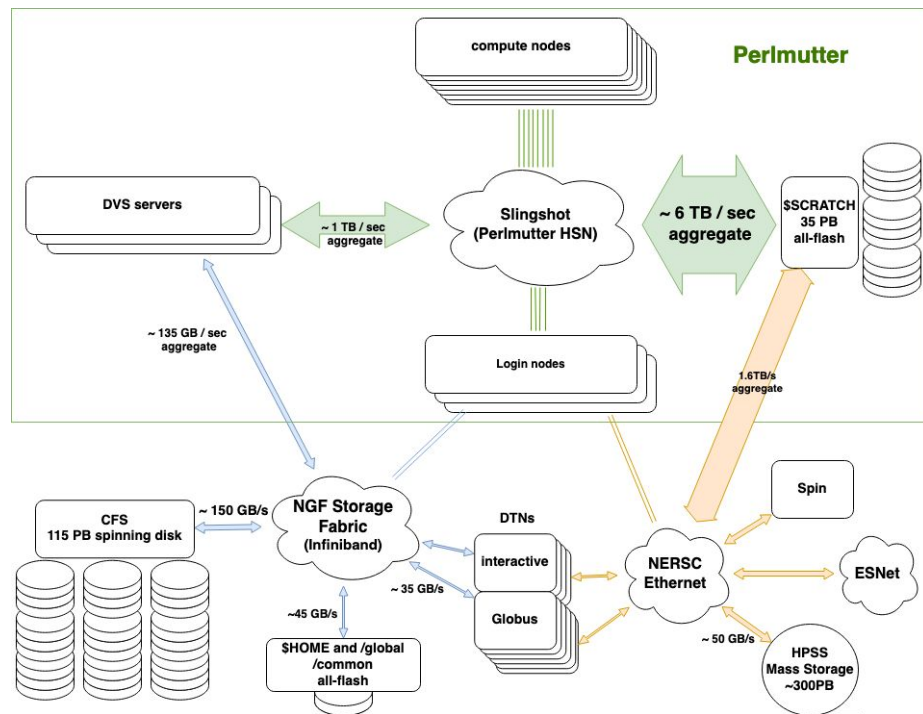 compute nodes
Perlmutter
DVS servers
~ 1 TB / sec
aggregate
Slingshot
(Perlmutter HSN)
~ 6 TB / sec
aggregate
$SCRATCH
35 PB
all-flash
~ 135 GB / sec
aggregate
Login nodes
1.6TB/s
aggregate
CFS
115 PB spinning disk
~ 150 GB/s
NGF Storage
Fabric
(Infiniband)
DTNs
interactive
Globus
~ 35 GB/s
~45 GB/s
$HOME and /global
/common
all-flash
NERSC
Ethernet
Spin
ESNet
~ 50 GB/s
HPSS
Mass Storage
~300PB